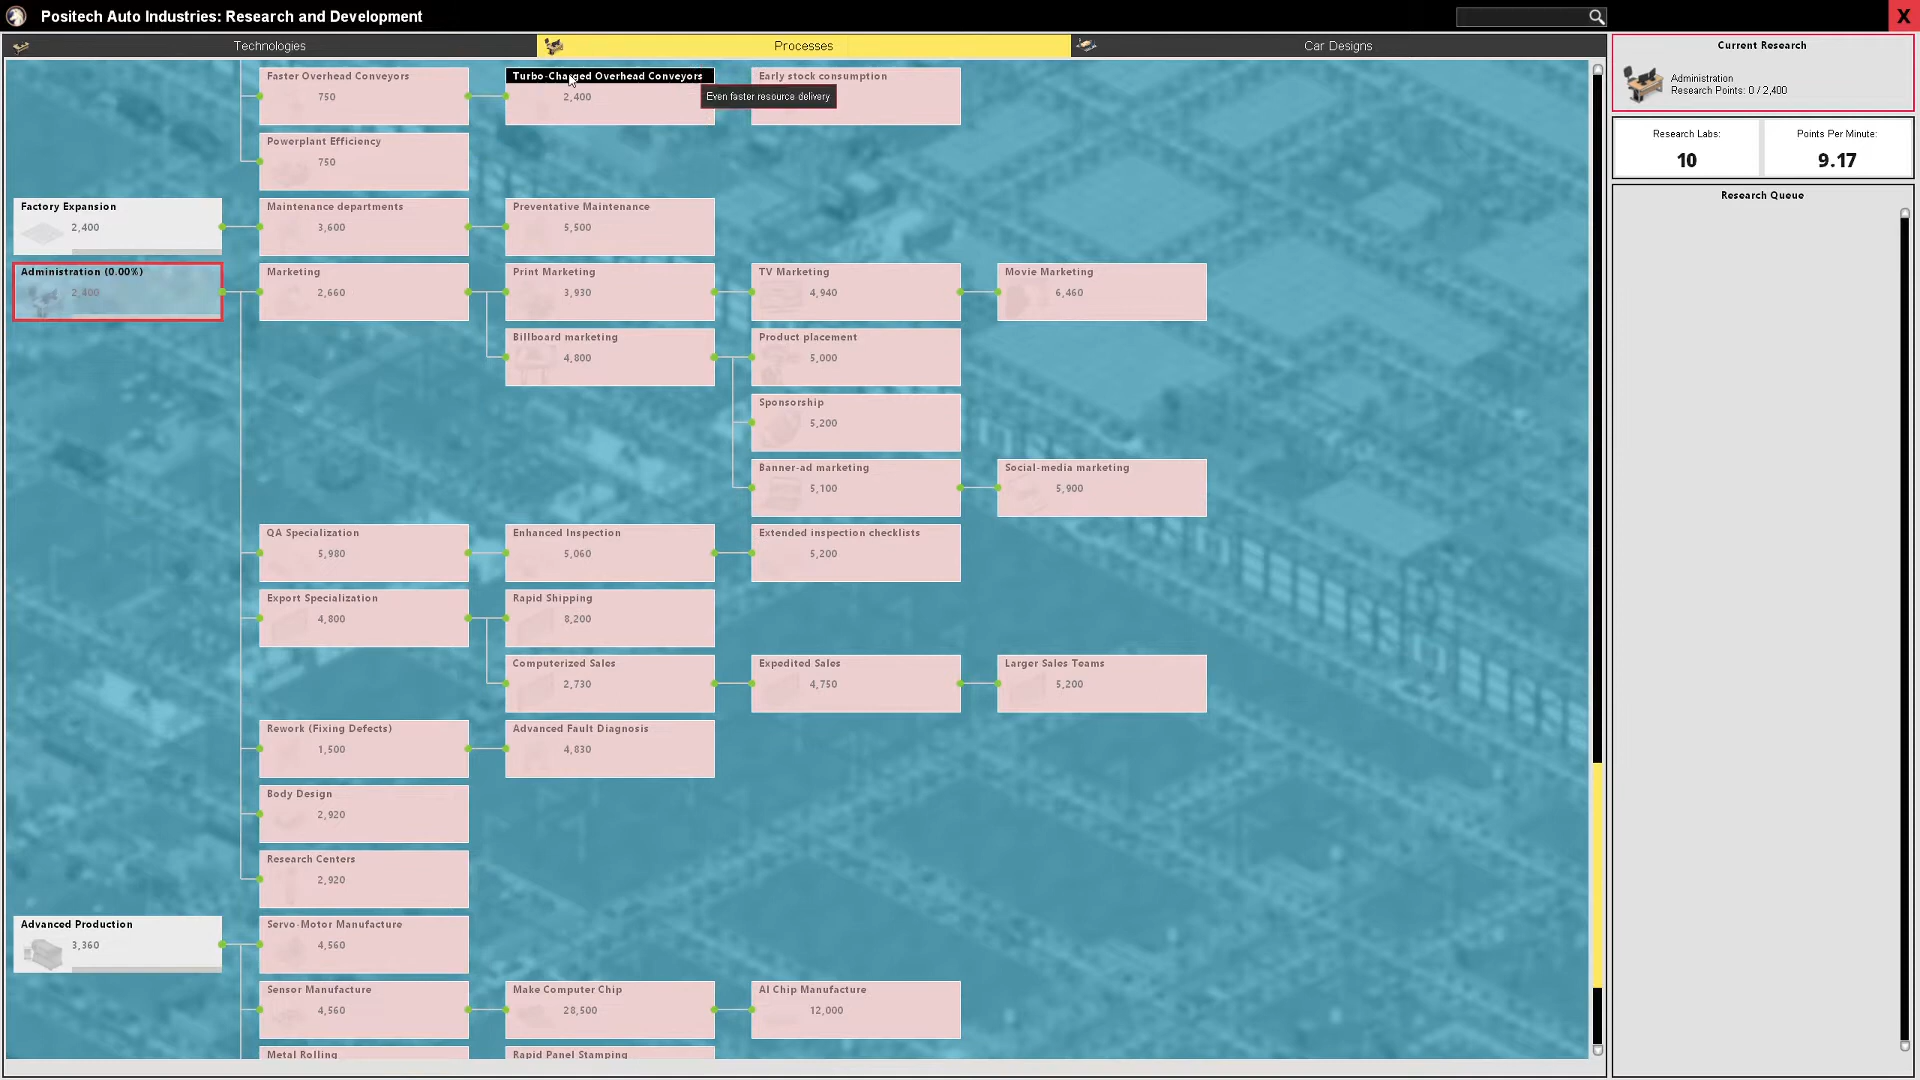 Positech Auto Industries: Research and Development
X
Technologies
Processes
Car Designs
Current Research
Administration
Research Points: 0 / 2,400
Research Labs:
10
Points Per Minute:
9.17
Research Queue
Faster Overhead Conveyors
750
Turbo-Charged Overhead Conveyors
2,400
Even faster resource delivery
Early stock consumption
Powerplant Efficiency
750
Factory Expansion
2,400
Maintenance departments
3,600
Preventative Maintenance
5,500
Administration (0.00%)
2,400
Marketing
2,660
Print Marketing
3,930
TV Marketing
4,940
Movie Marketing
6,460
Billboard marketing
4,800
Product placement
5,000
Sponsorship
5,200
Banner-ad marketing
5,100
Social-media marketing
5,900
QA Specialization
5,980
Enhanced Inspection
5,060
Extended inspection checklists
5,200
Export Specialization
4,800
Rapid Shipping
8,200
Computerized Sales
2,730
Expedited Sales
4,750
Larger Sales Teams
5,200
Rework (Fixing Defects)
1,500
Advanced Fault Diagnosis
4,830
Body Design
2,920
Research Centers
2,920
Advanced Production
3,360
Servo-Motor Manufacture
4,560
Sensor Manufacture
4,560
Make Computer Chip
28,500
AI Chip Manufacture
12,000
Metal Rolling
Rapid Panel Stamping